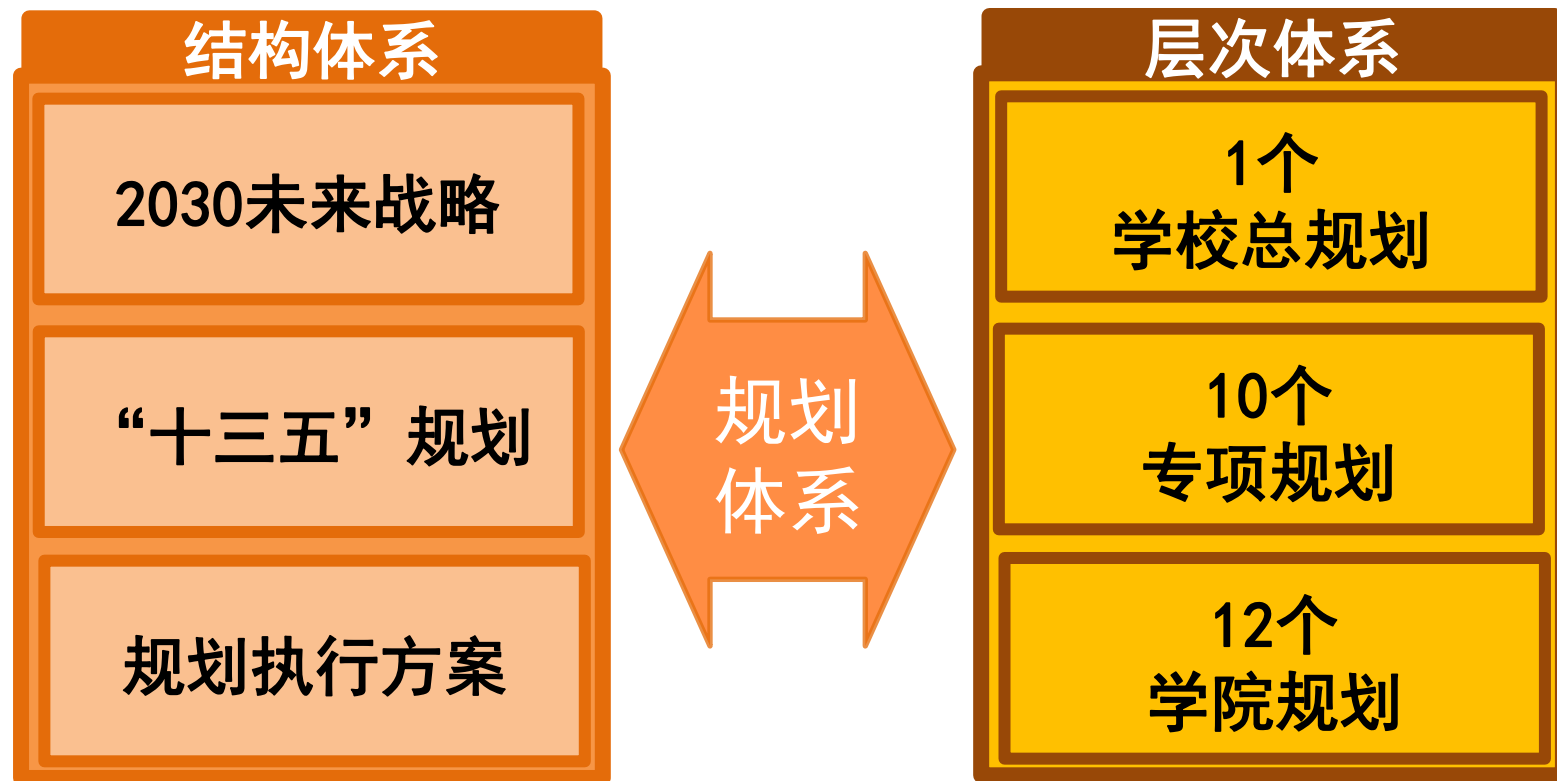 结构体系
2030未来战略
“十三五”规划
规划执行方案
规划
体系
层次体系
1个
学校总规划
10个
专项规划
12个
学院规划